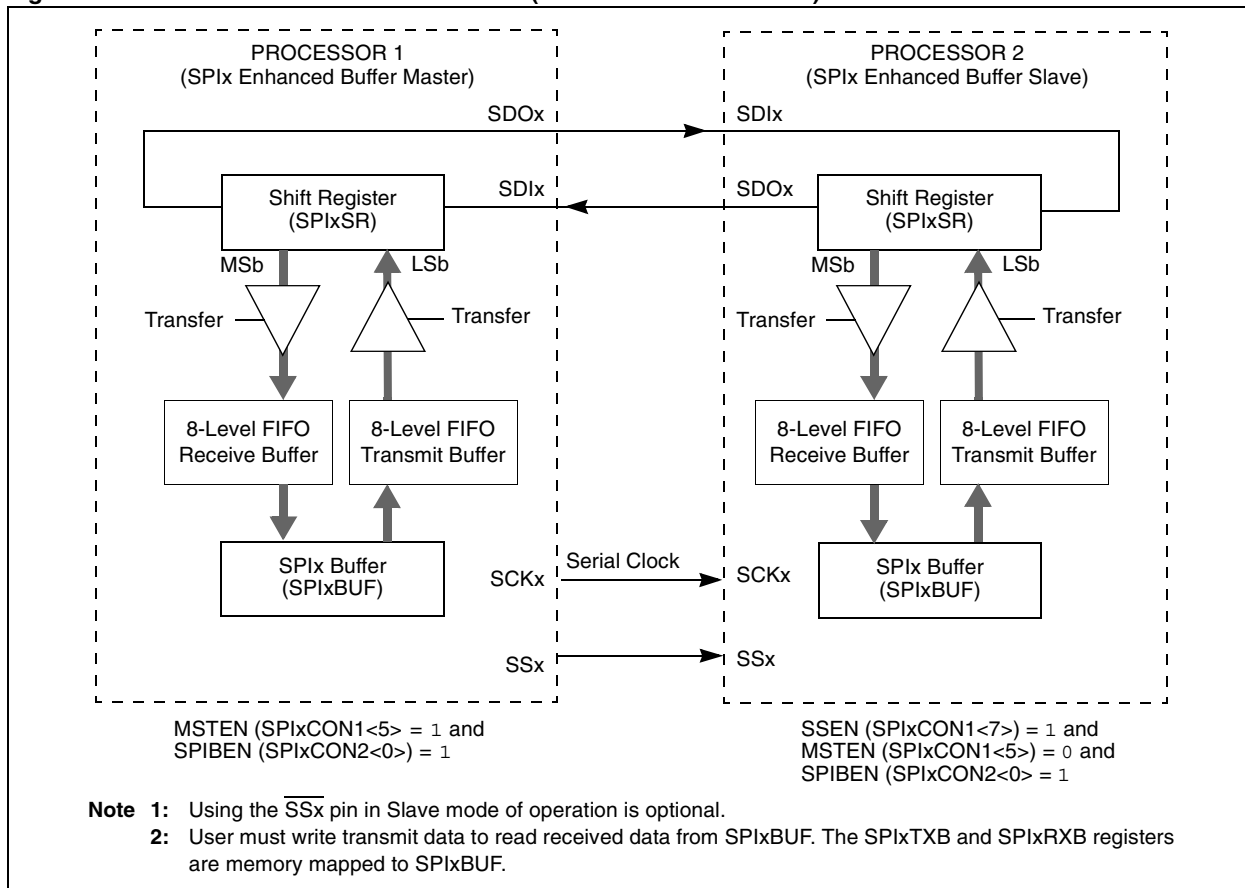 PROCESSOR 1
(SPIx Enhanced Buffer Master)
PROCESSOR 2
(SPIx Enhanced Buffer Slave)
SDOx
SDIx
Shift Register
(SPIxSR)
SDIx
SDOx
Shift Register
(SPIxSR)
MSb
LSb
MSb
LSb
Transfer
Transfer
Transfer
Transfer
8-Level FIFO
Receive Buffer
8-Level FIFO
Transmit Buffer
8-Level FIFO
Receive Buffer
8-Level FIFO
Transmit Buffer
SPIx Buffer
(SPIxBUF)
SCKx
Serial Clock
SCKx
SPIx Buffer
(SPIxBUF)
SSx
SSx
MSTEN (SPIxCON1<5> = 1 and
SPIBEN (SPIxCON2<0>) = 1
SSEN (SPIxCON1<7>) = 1 and
MSTEN (SPIxCON1<5>) = 0 and
SPIBEN (SPIxCON2<0> = 1
Note 1: Using the SSx pin in Slave mode of operation is optional.
2: User must write transmit data to read received data from SPIxBUF. The SPIxTXB and SPIxRXB registers
are memory mapped to SPIxBUF.